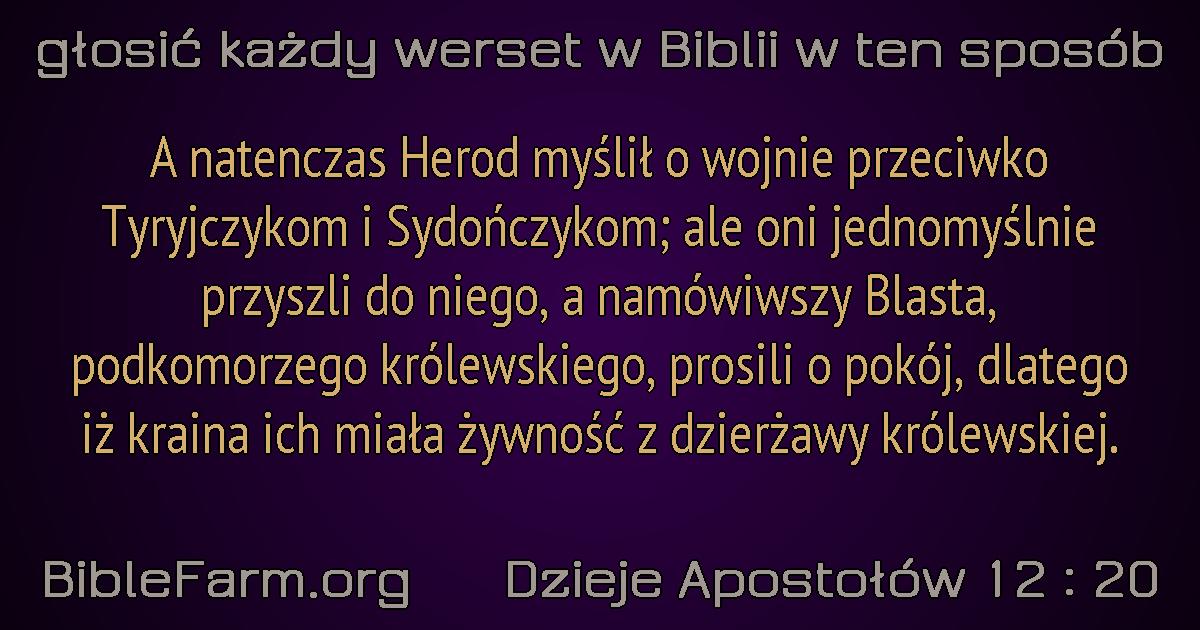 głosić każdy werset w Biblii w ten sposób
A natenczas Herod myślił o wojnie przeciwko
Tyryjczykom i Sydończykom; ale oni jednomyślnie
przyszli do niego, a namówiwszy Blasta,
podkomorzego królewskiego, prosili o pokój, dlatego
iż kraina ich miała żywność z dzierżawy królewskiej.
BibleFarm.org Dzieje Apostołów 12 : 20